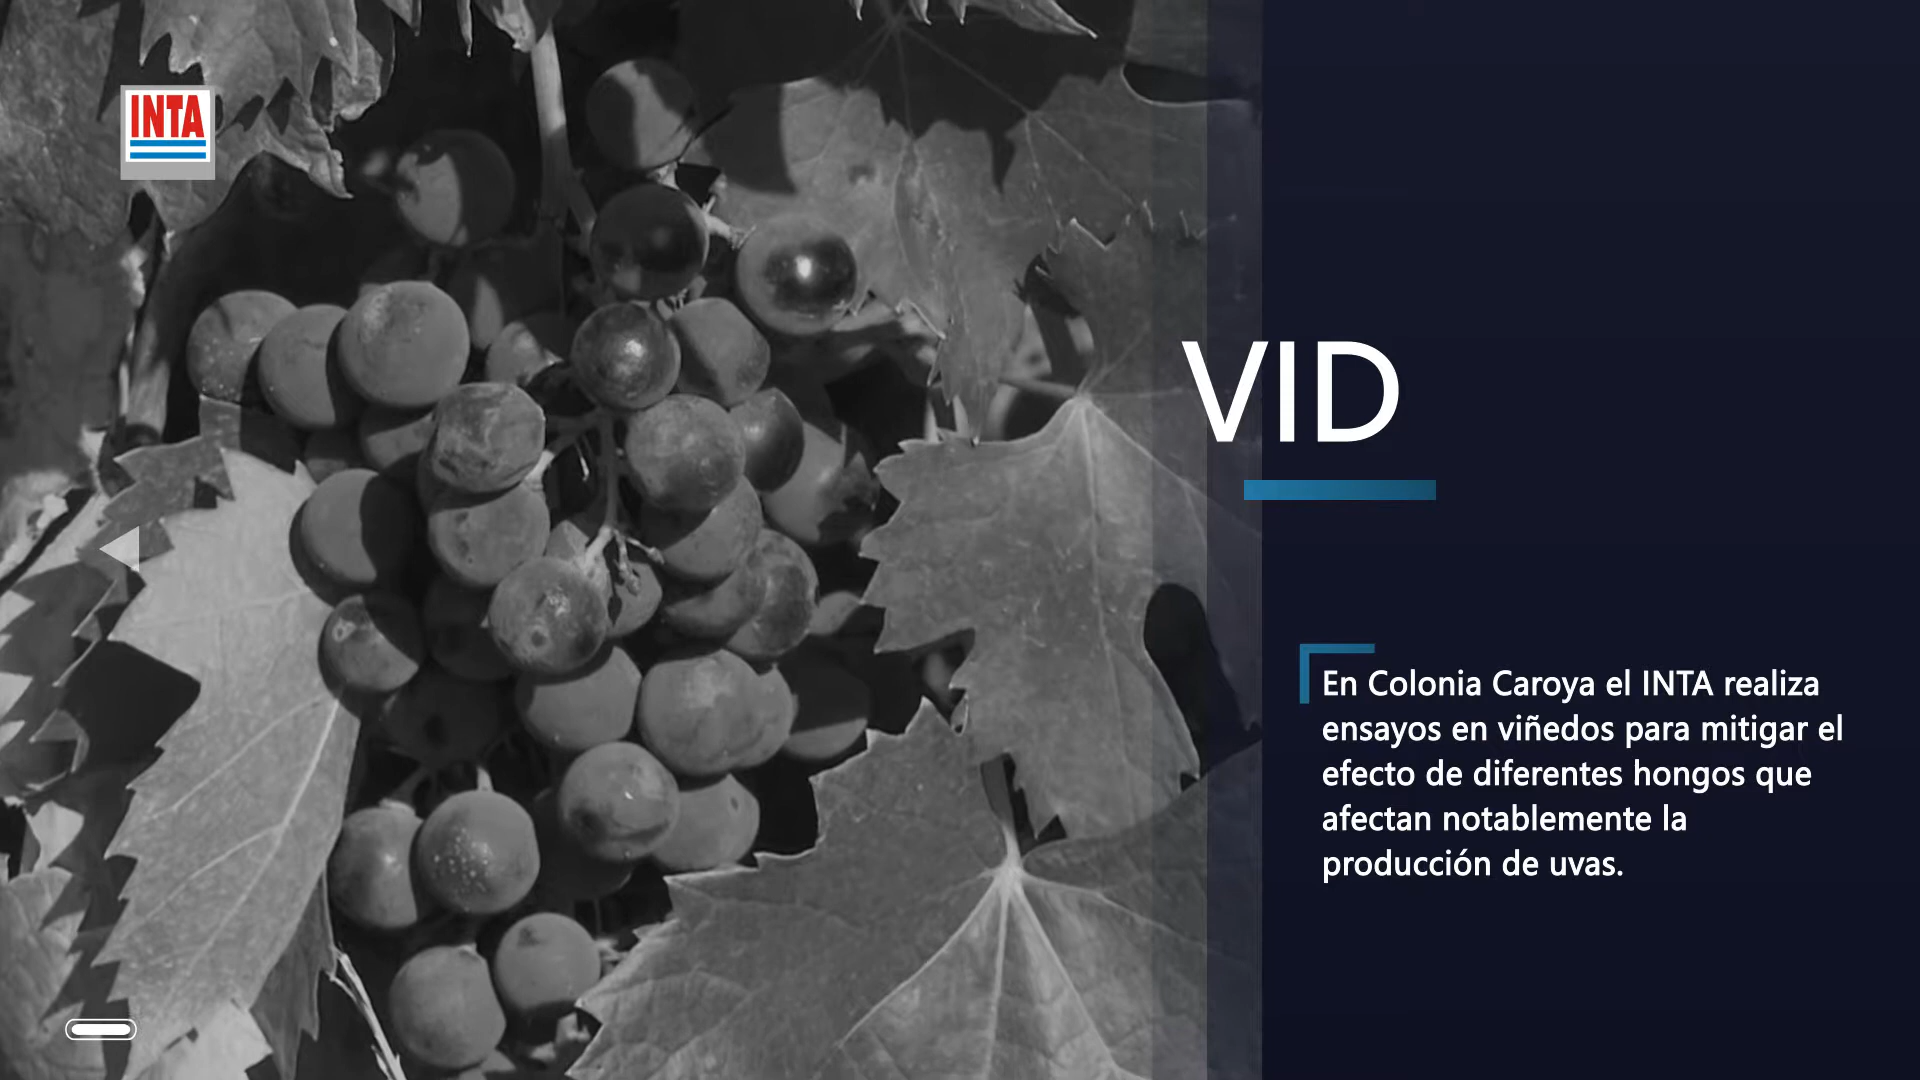 INTA
VID
En Colonia Caroya el INTA realiza
ensayos en viñedos para mitigar el
efecto de diferentes hongos que
afectan notablemente la
producción de uvas.